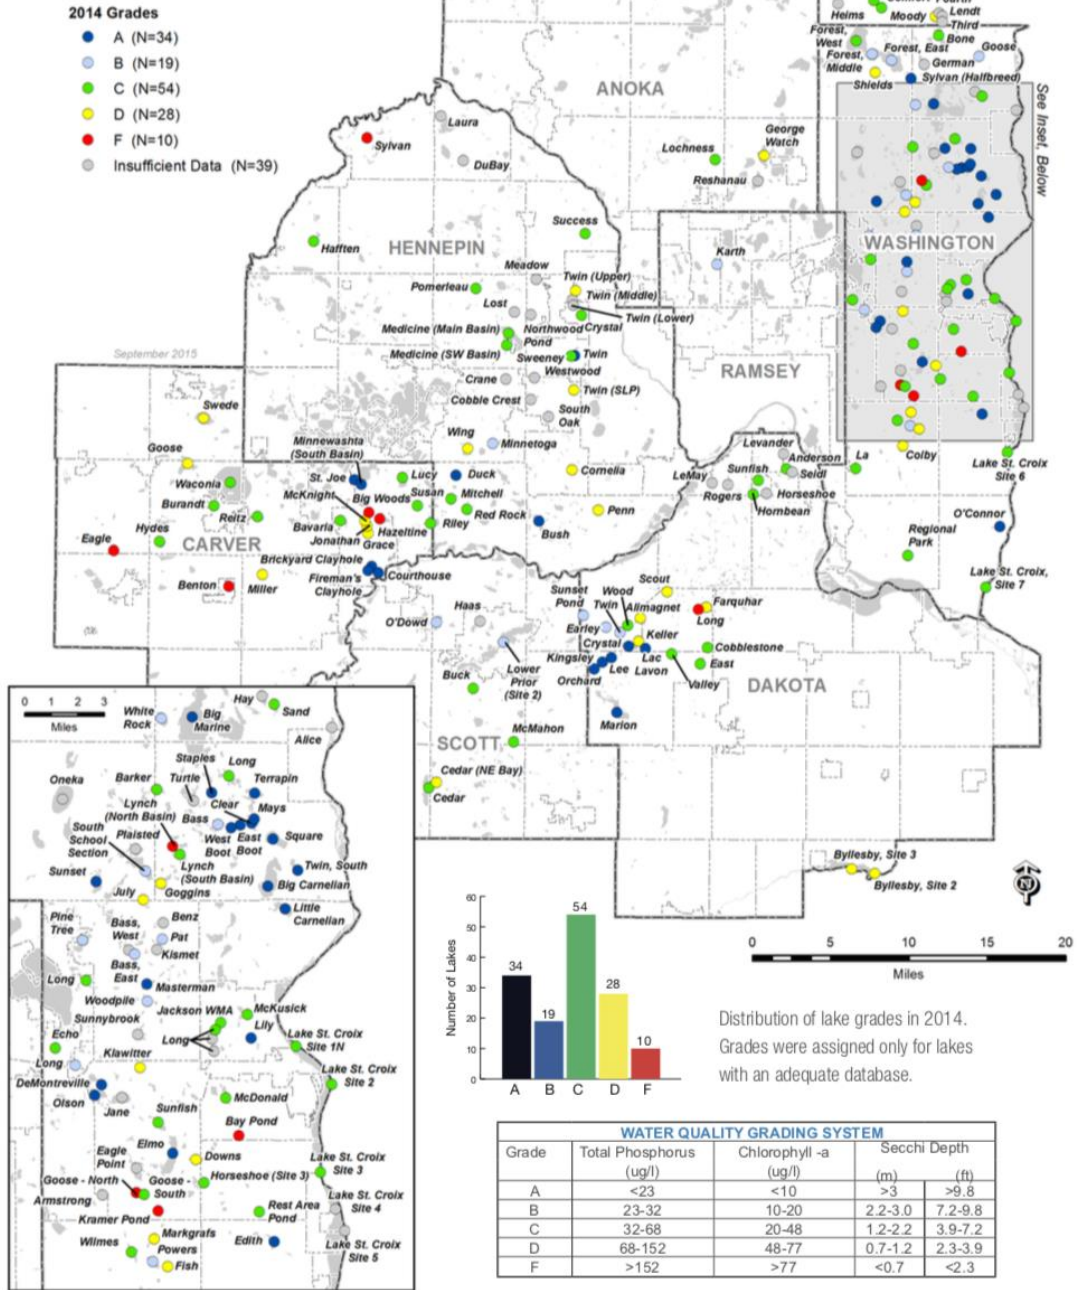 2014 Grades
A (N=34)
B (N=19)
C (N=54)
D (N=28)
F (N=10)
Insufficient Data (N=39)
Heims
Moody
Lendt
Third
Bone
Forest,
West
Forest, East
Goose
Forest,
Middle
German
Shields
Sylvan (Halfbreed)
See Inset, Below
ANOKA
Laura
Sylvan
DuBay
George
Watch
Lochness
Reshanau
Success
HENNEPIN
Hafften
Karth
WASHINGTON
Meadow
Pomerleau
Twin (Upper)
Twin (Middle)
Lost
Twin (Lower)
Medicine (Main Basin)
Northwood
Pond
Crystal
Medicine (SW Basin)
Sweeney
Twin
Westwood
RAMSEY
September 2015
Crane
Cobble Crest
Twin (SLP)
South
Oak
Swede
Minnewashta
(South Basin)
Wing
Minnetoga
Goose
Levander
Anderson
La
Colby
Lake St. Croix
Site 6
Waconia
St. Joe
Lucy
Duck
Cornelia
LeMay
Sunfish
Seidl
McKnight
Big Woods
Susan
Mitchell
Rogers
Horseshoe
Burandt
Reitz
Red Rock
Penn
Hornbean
O'Connor
Hydes
Bavaria
Hazeltine
Riley
Bush
Regional
Park
Jonathan
Grace
Eagle
CARVER
Brickyard Clayhole
Lake St. Croix,
Site 7
Benton
Miller
Fireman's
Clayhole
Courthouse
Scout
Sunset
Pond
Wood
Twin
Alimagnet
Farquhar
Long
Haas
O'Dowd
Earley
Crystal
Keller
Cobblestone
Kingsley
Lac
Lavon
East
Lower
Prior
(Site 2)
Lee
Orchard
Valley
Buck
DAKOTA
Marion
McMahon
SCOTT
Cedar (NE Bay)
Cedar
Byllesby, Site 3
Byllesby, Site 2
N
0 5 10 15 20
Miles
0 1 2 3
Miles
White
Rock
Big
Marine
Hay
Sand
Alice
Staples
Long
Oneka
Barker
Turtle
Terrapin
Lynch
(North Basin)
Clear
Mays
South
School
Section
Plaisted
Bass
West
Boot
East
Boot
Square
Lynch
(South Basin)
Twin, South
Sunset
July
Goggins
Big Carnelian
Little
Carnelian
Pine
Tree
Bass,
West
Benz
Pat
Kismet
Bass,
East
Long
Masterman
Woodpile
Jackson WMA
McKusick
Sunnybrook
Lily
Echo
Long
Lake St. Croix
Site 1N
Klawitter
Long
Lake St. Croix
Site 2
DeMontreville
Olson
Jane
McDonald
Sunfish
Bay Pond
Elmo
Eagle
Point
Downs
Lake St. Croix
Site 3
Goose - North
Goose -
South
Horseshoe (Site 3)
Armstrong
Lake St. Croix
Site 4
Kramer Pond
Rest Area
Pond
Markgrafs
Wilmes
Powers
Edith
Lake St. Croix
Site 5
Fish
Number of Lakes
60
50
40
30
20
10
0
34
19
54
28
10
A B C D F
Distribution of lake grades in 2014.
Grades were assigned only for lakes
with an adequate database.
WATER QUALITY GRADING SYSTEM
Grade Total Phosphorus (ug/l) Chlorophyll -a (ug/l) Secchi Depth
(m) (ft)
A <23 <10 >3 >9.8
B 23-32 10-20 2.2-3.0 7.2-9.8
C 32-68 20-48 1.2-2.2 3.9-7.2
D 68-152 48-77 0.7-1.2 2.3-3.9
F >152 >77 <0.7 <2.3